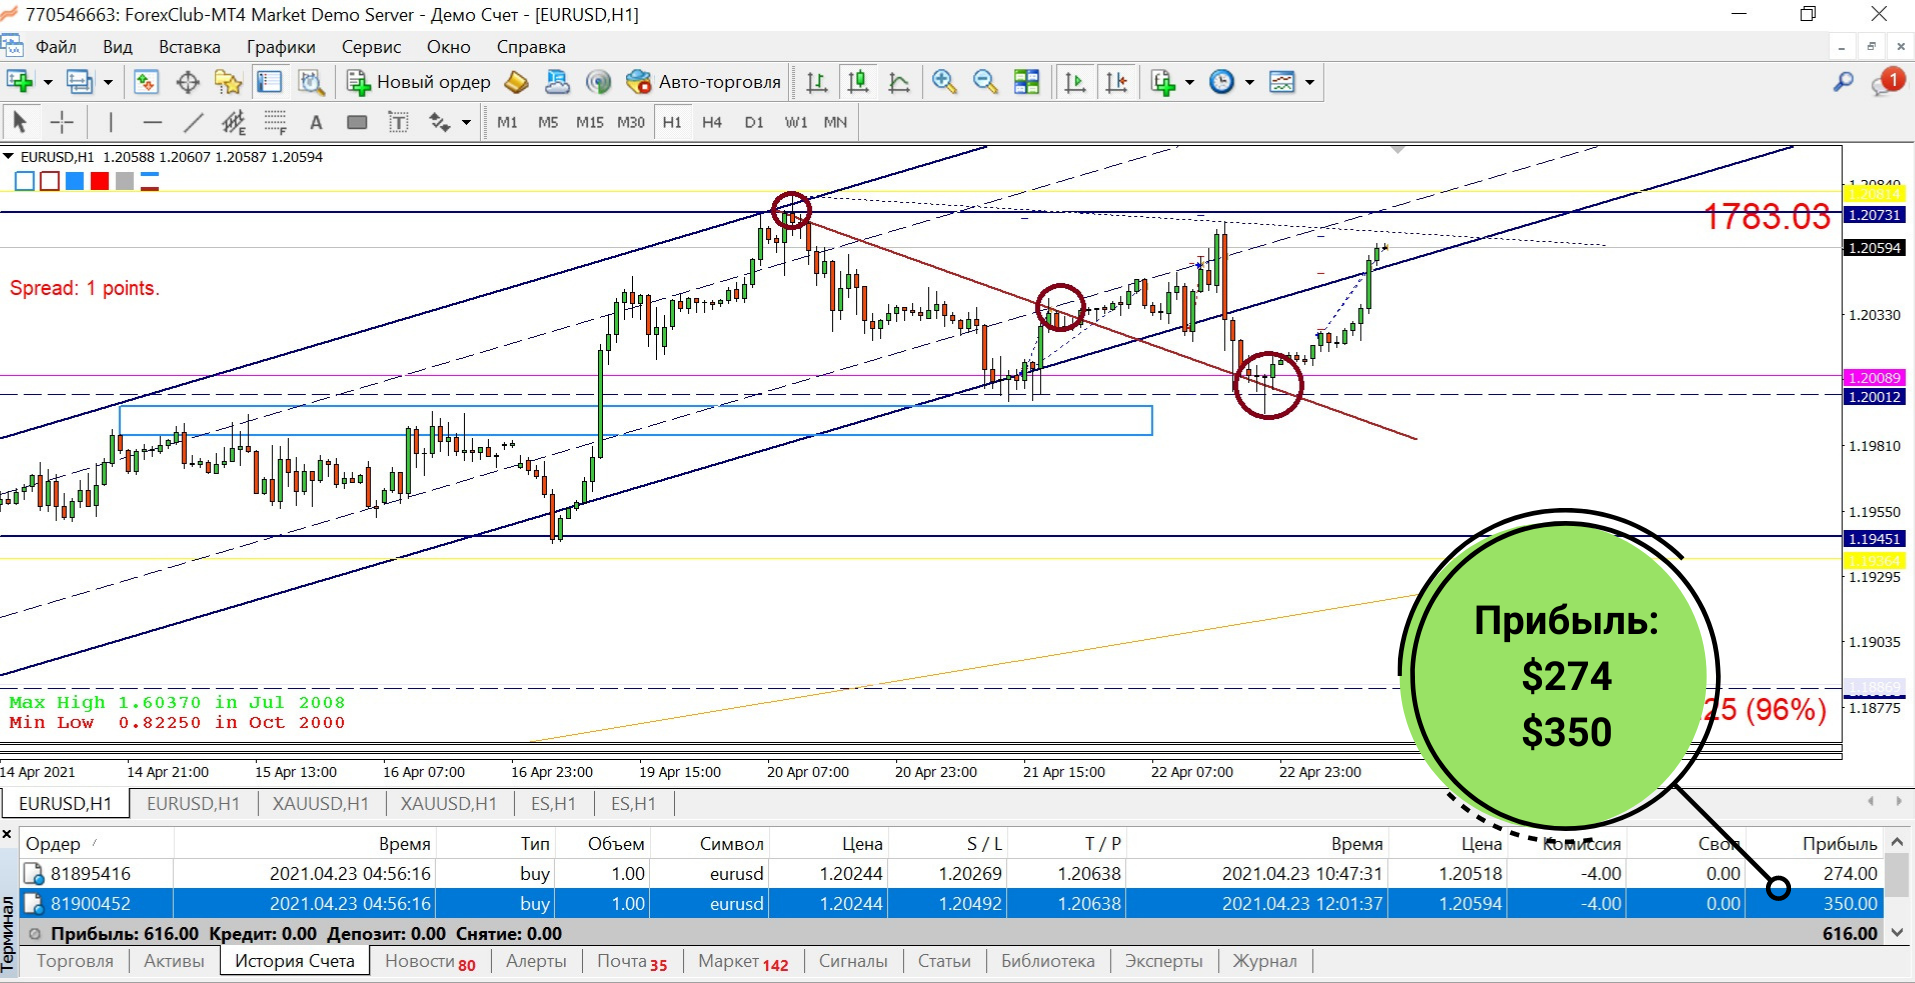 770546663: ForexClub-MT4 Market Demo Server - Демо Счет - [EURUSD,H1]
Файл Вид Вставка Графики Сервис Окно Справка
Новый ордер Авто-торговля 1
E F A T M1 M5 M15 M30 H1 H4 D1 W1 MN
EURUSD,H1 1.20588 1.20607 1.20587 1.20594
1.20840
1.20814
1.20731
1783.03
1.20594
Spread: 1 points.
1.20330
1.20089
1.20012
1.19810
1.19550
1.19451
1.19364
1.19295
Прибыль:
$274
$350
1.19035
1.18869
Max High 1.60370 in Jul 2008
Min Low 0.82250 in Oct 2000
25 (96%)
1.18775
14 Apr 2021 14 Apr 21:00 15 Apr 13:00 16 Apr 07:00 16 Apr 23:00 19 Apr 15:00 20 Apr 07:00 20 Apr 23:00 21 Apr 15:00 22 Apr 07:00 22 Apr 23:00
EURUSD,H1 EURUSD,H1 XAUUSD,H1 XAUUSD,H1 ES,H1 ES,H1
Ордер Время Тип Объем Символ Цена S / L T / P Время Цена Комиссия Своп Прибыль
81895416 2021.04.23 04:56:16 buy 1.00 eurusd 1.20244 1.20269 1.20638 2021.04.23 10:47:31 1.20518 -4.00 0.00 274.00
81900452 2021.04.23 04:56:16 buy 1.00 eurusd 1.20244 1.20492 1.20638 2021.04.23 12:01:37 1.20594 -4.00 0.00 350.00
Прибыль: 616.00 Кредит: 0.00 Депозит: 0.00 Снятие: 0.00 616.00
Терминал
Торговля Активы История Счета Новости 80 Алерты Почта 35 Маркет 142 Сигналы Статьи Библиотека Эксперты Журнал